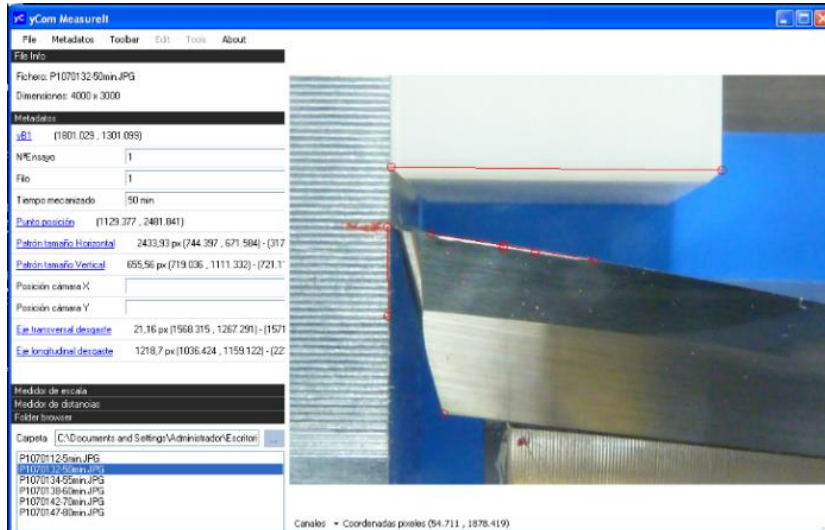 yC yCom MeasureIt
File Metadatos Toolbar Edit Tools About
File Info
Fichero: P1070132-50min.JPG
Dimensiones: 4000 x 3000
Metadatos
vB1 (1801.029 , 1301.099)
NºEnsayo 1
Filo 1
Tiempo mecanizado 50 min
Punto posición (1129.377 , 2481.841)
Patrón tamaño Horizontal 2433,93 px (744.397 , 671.584) - (317
Patrón tamaño Vertical 655,56 px (719.036 , 1111.332) - (721.1
Posición cámara X
Posición cámara Y
Eje transversal desgaste 21,16 px (1568.315 , 1267.291) - (1571
Eje longitudinal desgaste 1218,7 px (1036.424 , 1159.122) - (22
Medidor de escala
Medidor de distancias
Folder browser
Carpeta C:\Documents and Settings\Administrador\Escritori ...
P1070112-5min.JPG
P1070132-50min.JPG
P1070134-55min.JPG
P1070138-60min.JPG
P1070142-70min.JPG
P1070147-80min.JPG
Canales Coordenadas pixeles (54.711 , 1878.419)